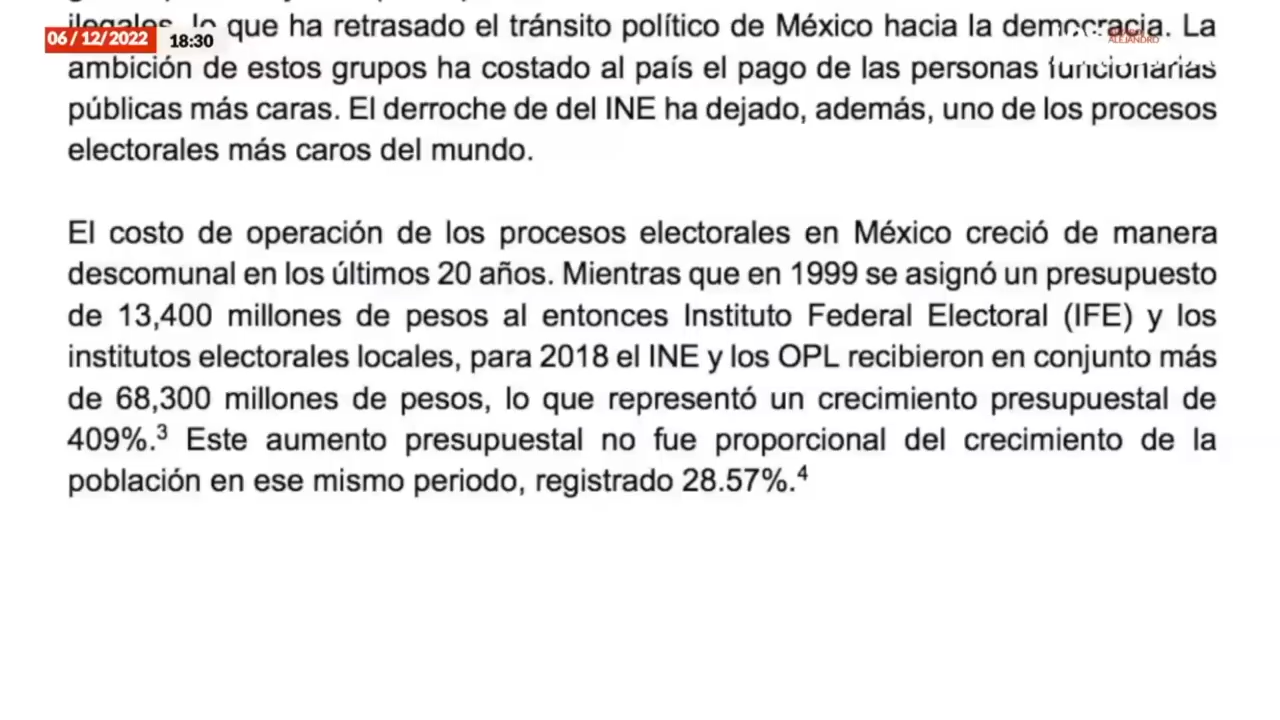 ilegales, lo que ha retrasado el tránsito político de México hacia la democracia. La
06/12/2022 18:30
ALEJANDRO
ambición de estos grupos ha costado al país el pago de las personas funcionarias
públicas más caras. El derroche de del INE ha dejado, además, uno de los procesos
electorales más caros del mundo.
El costo de operación de los procesos electorales en México creció de manera
descomunal en los últimos 20 años. Mientras que en 1999 se asignó un presupuesto
de 13,400 millones de pesos al entonces Instituto Federal Electoral (IFE) y los
institutos electorales locales, para 2018 el INE y los OPL recibieron en conjunto más
de 68,300 millones de pesos, lo que representó un crecimiento presupuestal de
409%.³ Este aumento presupuestal no fue proporcional del crecimiento de la
población en ese mismo periodo, registrado 28.57%.⁴